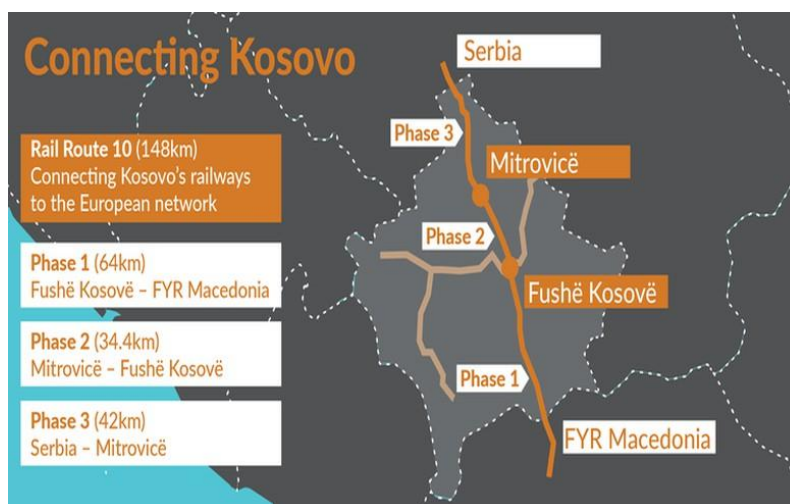 Connecting Kosovo
Rail Route 10 (148km)
Connecting Kosovo's railways
to the European network
Phase 1 (64km)
Fushë Kosovë – FYR Macedonia
Phase 2 (34.4km)
Mitrovicë – Fushë Kosovë
Phase 3 (42km)
Serbia – Mitrovicë
Serbia
Phase 3
Mitrovicë
Phase 2
Fushë Kosovë
Phase 1
FYR Macedonia